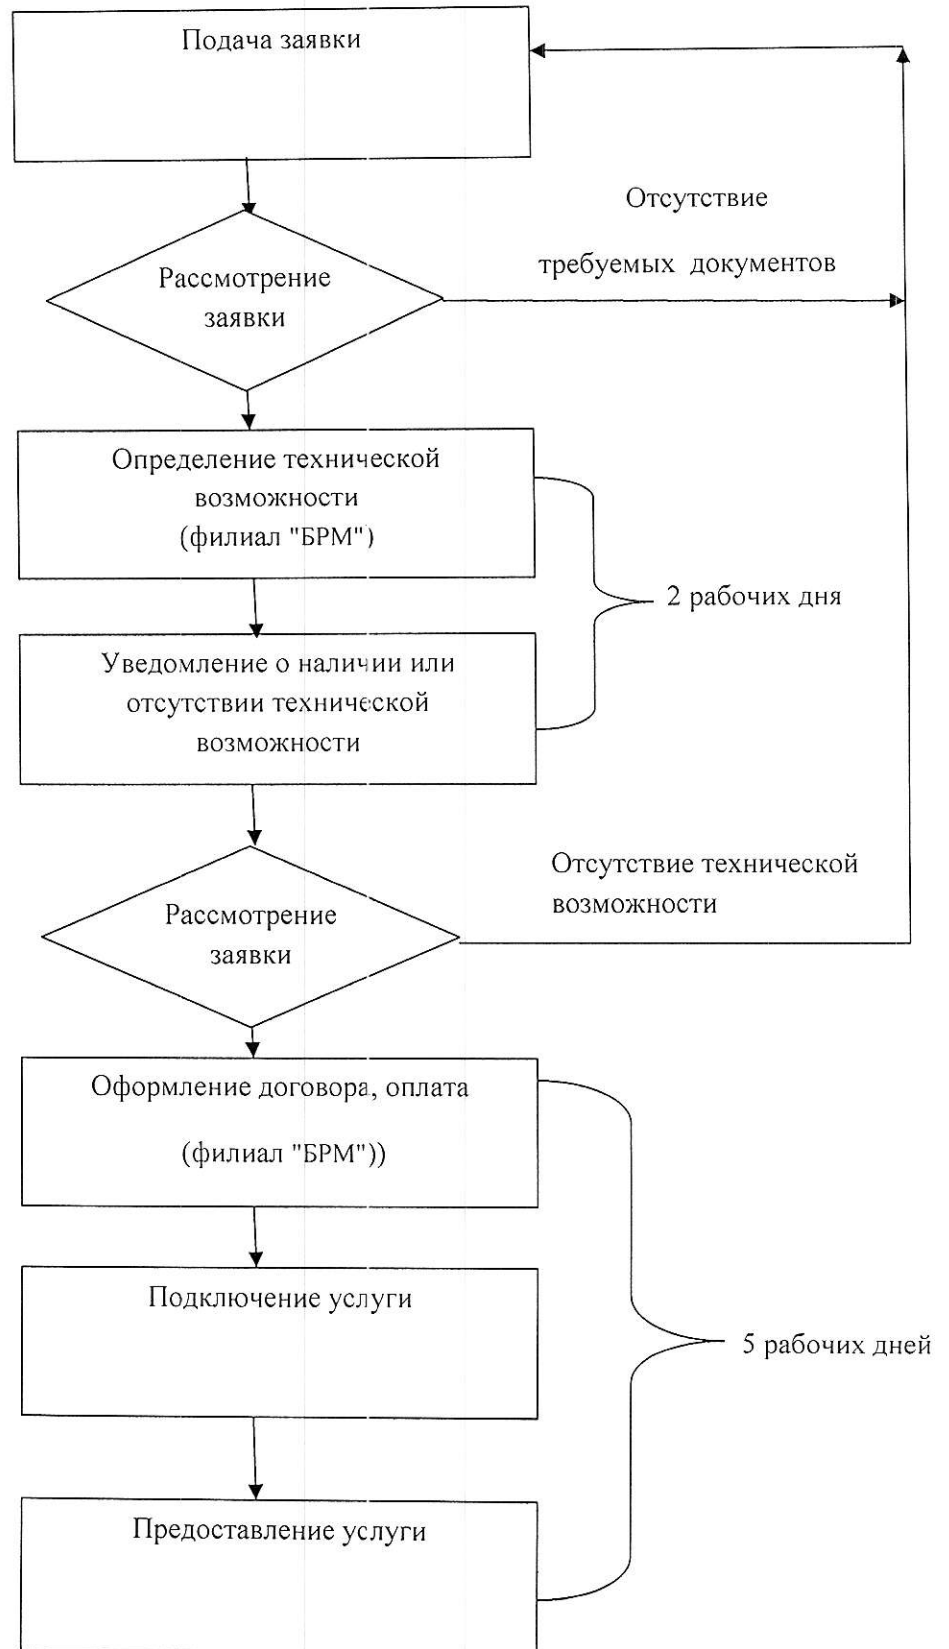 Подача заявки
Отсутствие
требуемых документов
Рассмотрение
заявки
Определение технической
возможности
(филиал "БРМ")
2 рабочих дня
Уведомление о наличии или
отсутствии технической
возможности
Отсутствие технической
возможности
Рассмотрение
заявки
Оформление договора, оплата
(филиал "БРМ"))
Подключение услуги
5 рабочих дней
Предоставление услуги